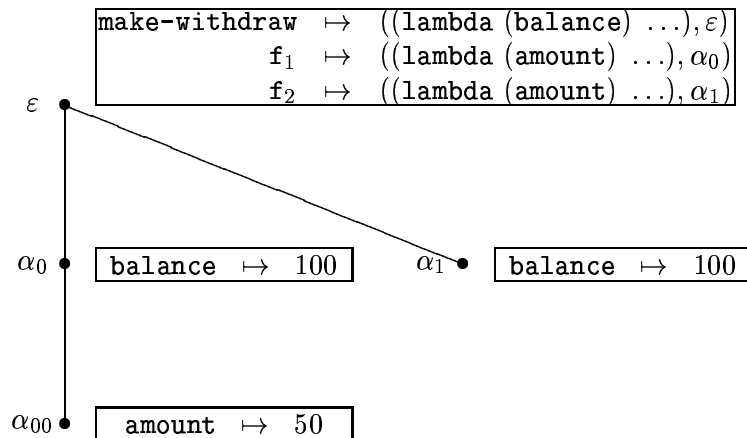 make-withdraw ↦ ((lambda (balance) ...), ε)
f₁ ↦ ((lambda (amount) ...), α₀)
f₂ ↦ ((lambda (amount) ...), α₁)
ε
α₀ balance ↦ 100 α₁ balance ↦ 100
α₀₀ amount ↦ 50